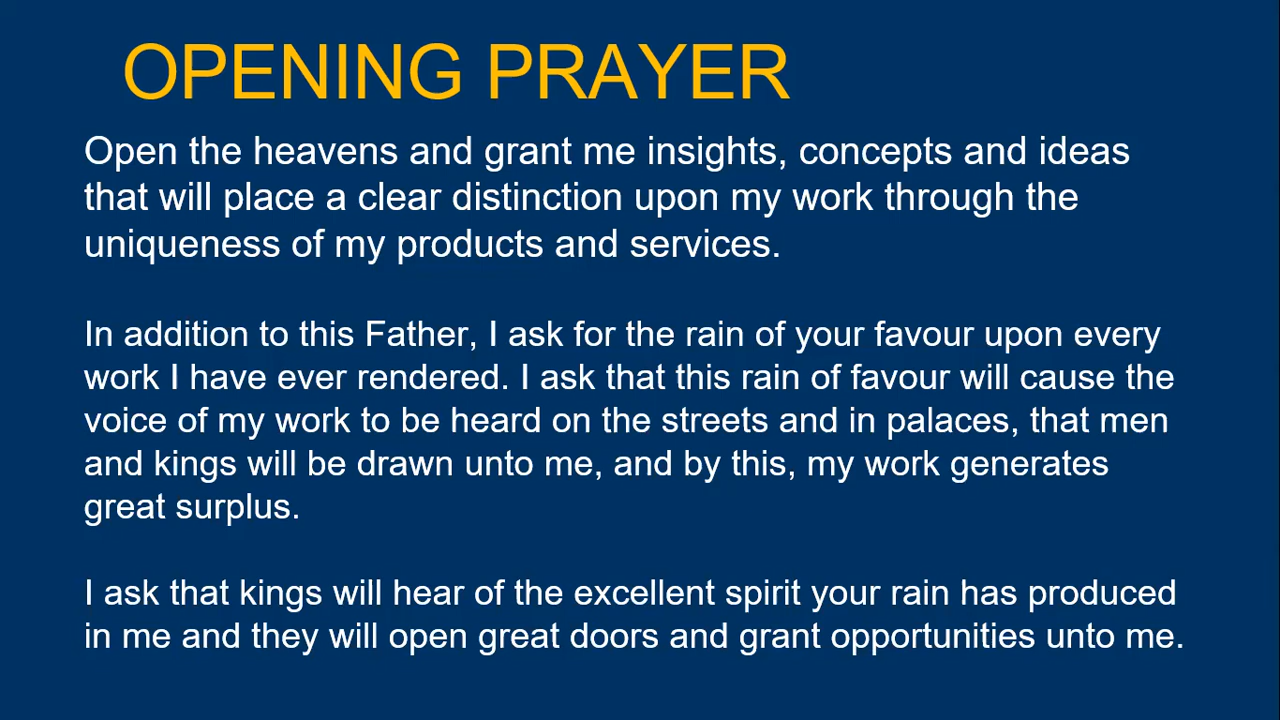 OPENING PRAYER
Open the heavens and grant me insights, concepts and ideas
that will place a clear distinction upon my work through the
uniqueness of my products and services.
In addition to this Father, I ask for the rain of your favour upon every
work I have ever rendered. I ask that this rain of favour will cause the
voice of my work to be heard on the streets and in palaces, that men
and kings will be drawn unto me, and by this, my work generates
great surplus.
I ask that kings will hear of the excellent spirit your rain has produced
in me and they will open great doors and grant opportunities unto me.